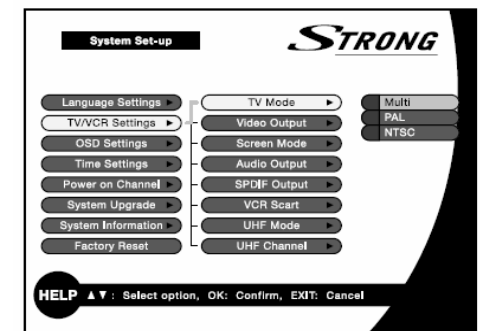 System Set-up
STRONG
Language Settings
TV/VCR Settings
OSD Settings
Time Settings
Power on Channel
System Upgrade
System Information
Factory Reset
TV Mode
Video Output
Screen Mode
Audio Output
SPDIF Output
VCR Scart
UHF Mode
UHF Channel
Multi
PAL
NTSC
HELP ▲▼ : Select option, OK: Confirm, EXIT: Cancel